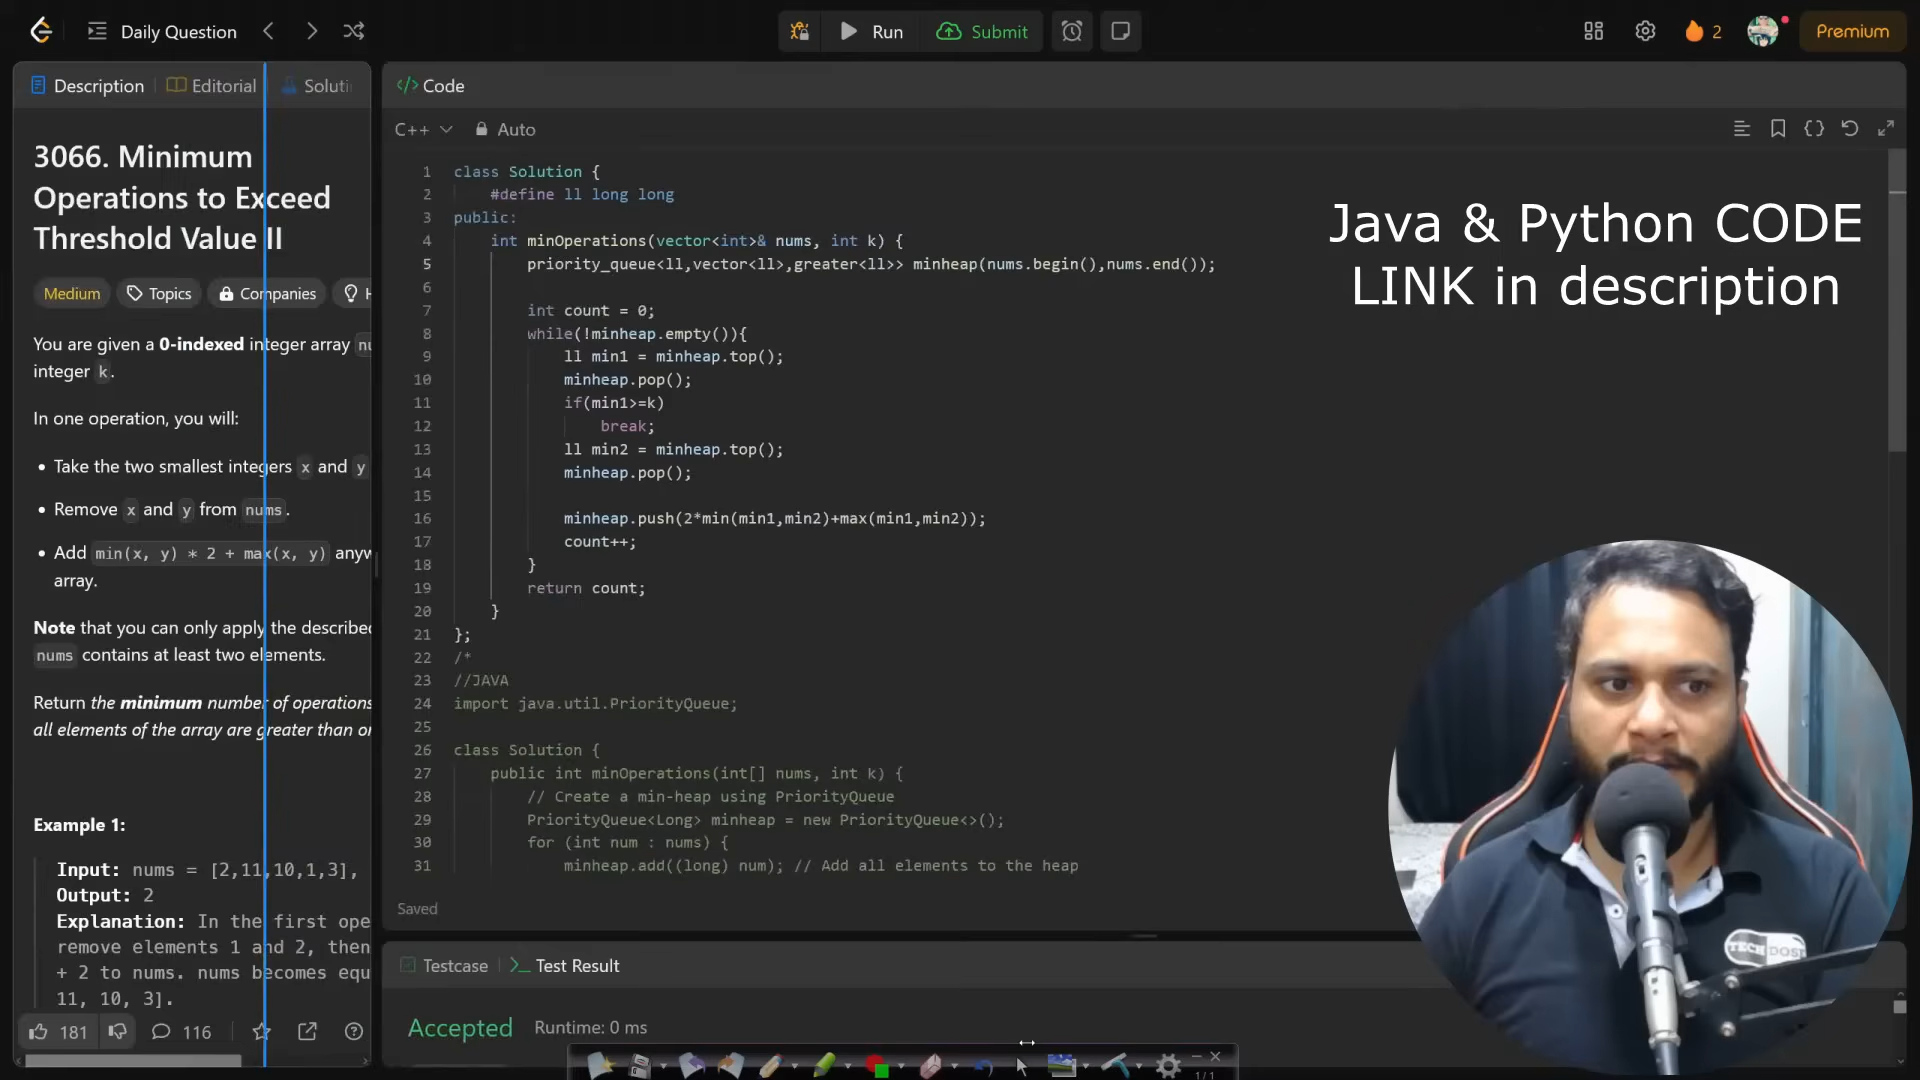 Daily Question
Run
Submit
2
Premium
Description
Editorial
Soluti
3066. Minimum
Operations to Exceed
Threshold Value II
Medium
Topics
Companies
H
You are given a 0-indexed integer array nu
integer k.
In one operation, you will:
• Take the two smallest integers x and y
• Remove x and y from nums.
• Add min(x, y) * 2 + max(x, y) anyw
array.
Note that you can only apply the described
nums contains at least two elements.
Return the minimum number of operations
all elements of the array are greater than or
Example 1:
Input: nums = [2,11,10,1,3],
Output: 2
Explanation: In the first ope
remove elements 1 and 2, then
+ 2 to nums. nums becomes equ
11, 10, 3].
181
116
</> Code
C++
Auto
1 class Solution {
2 #define ll long long
3 public:
4 int minOperations(vector<int>& nums, int k) {
5 priority_queue<ll,vector<ll>,greater<ll>> minheap(nums.begin(),nums.end());
6
7 int count = 0;
8 while(!minheap.empty()){
9 ll min1 = minheap.top();
10 minheap.pop();
11 if(min1>=k)
12 break;
13 ll min2 = minheap.top();
14 minheap.pop();
15
16 minheap.push(2*min(min1,min2)+max(min1,min2));
17 count++;
18 }
19 return count;
20 }
21 };
22 /*
23 //JAVA
24 import java.util.PriorityQueue;
25
26 class Solution {
27 public int minOperations(int[] nums, int k) {
28 // Create a min-heap using PriorityQueue
29 PriorityQueue<Long> minheap = new PriorityQueue<>();
30 for (int num : nums) {
31 minheap.add((long) num); // Add all elements to the heap
Saved
Testcase
Test Result
Accepted
Runtime: 0 ms
1/1
Java & Python CODE
LINK in description
TECH DOSE